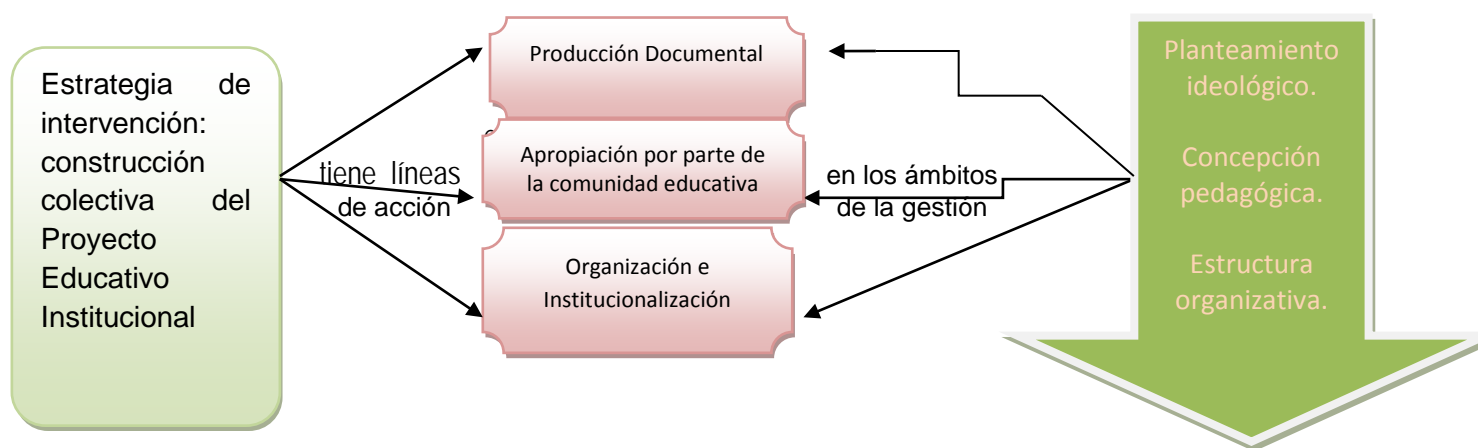 Estrategia de
intervención:
construcción
colectiva del
Proyecto
Educativo
Institucional
tiene líneas
de acción
Producción Documental
Apropiación por parte de
la comunidad educativa
Organización e
Institucionalización
en los ámbitos
de la gestión
Planteamiento
ideológico.
Concepción
pedagógica.
Estructura
organizativa.